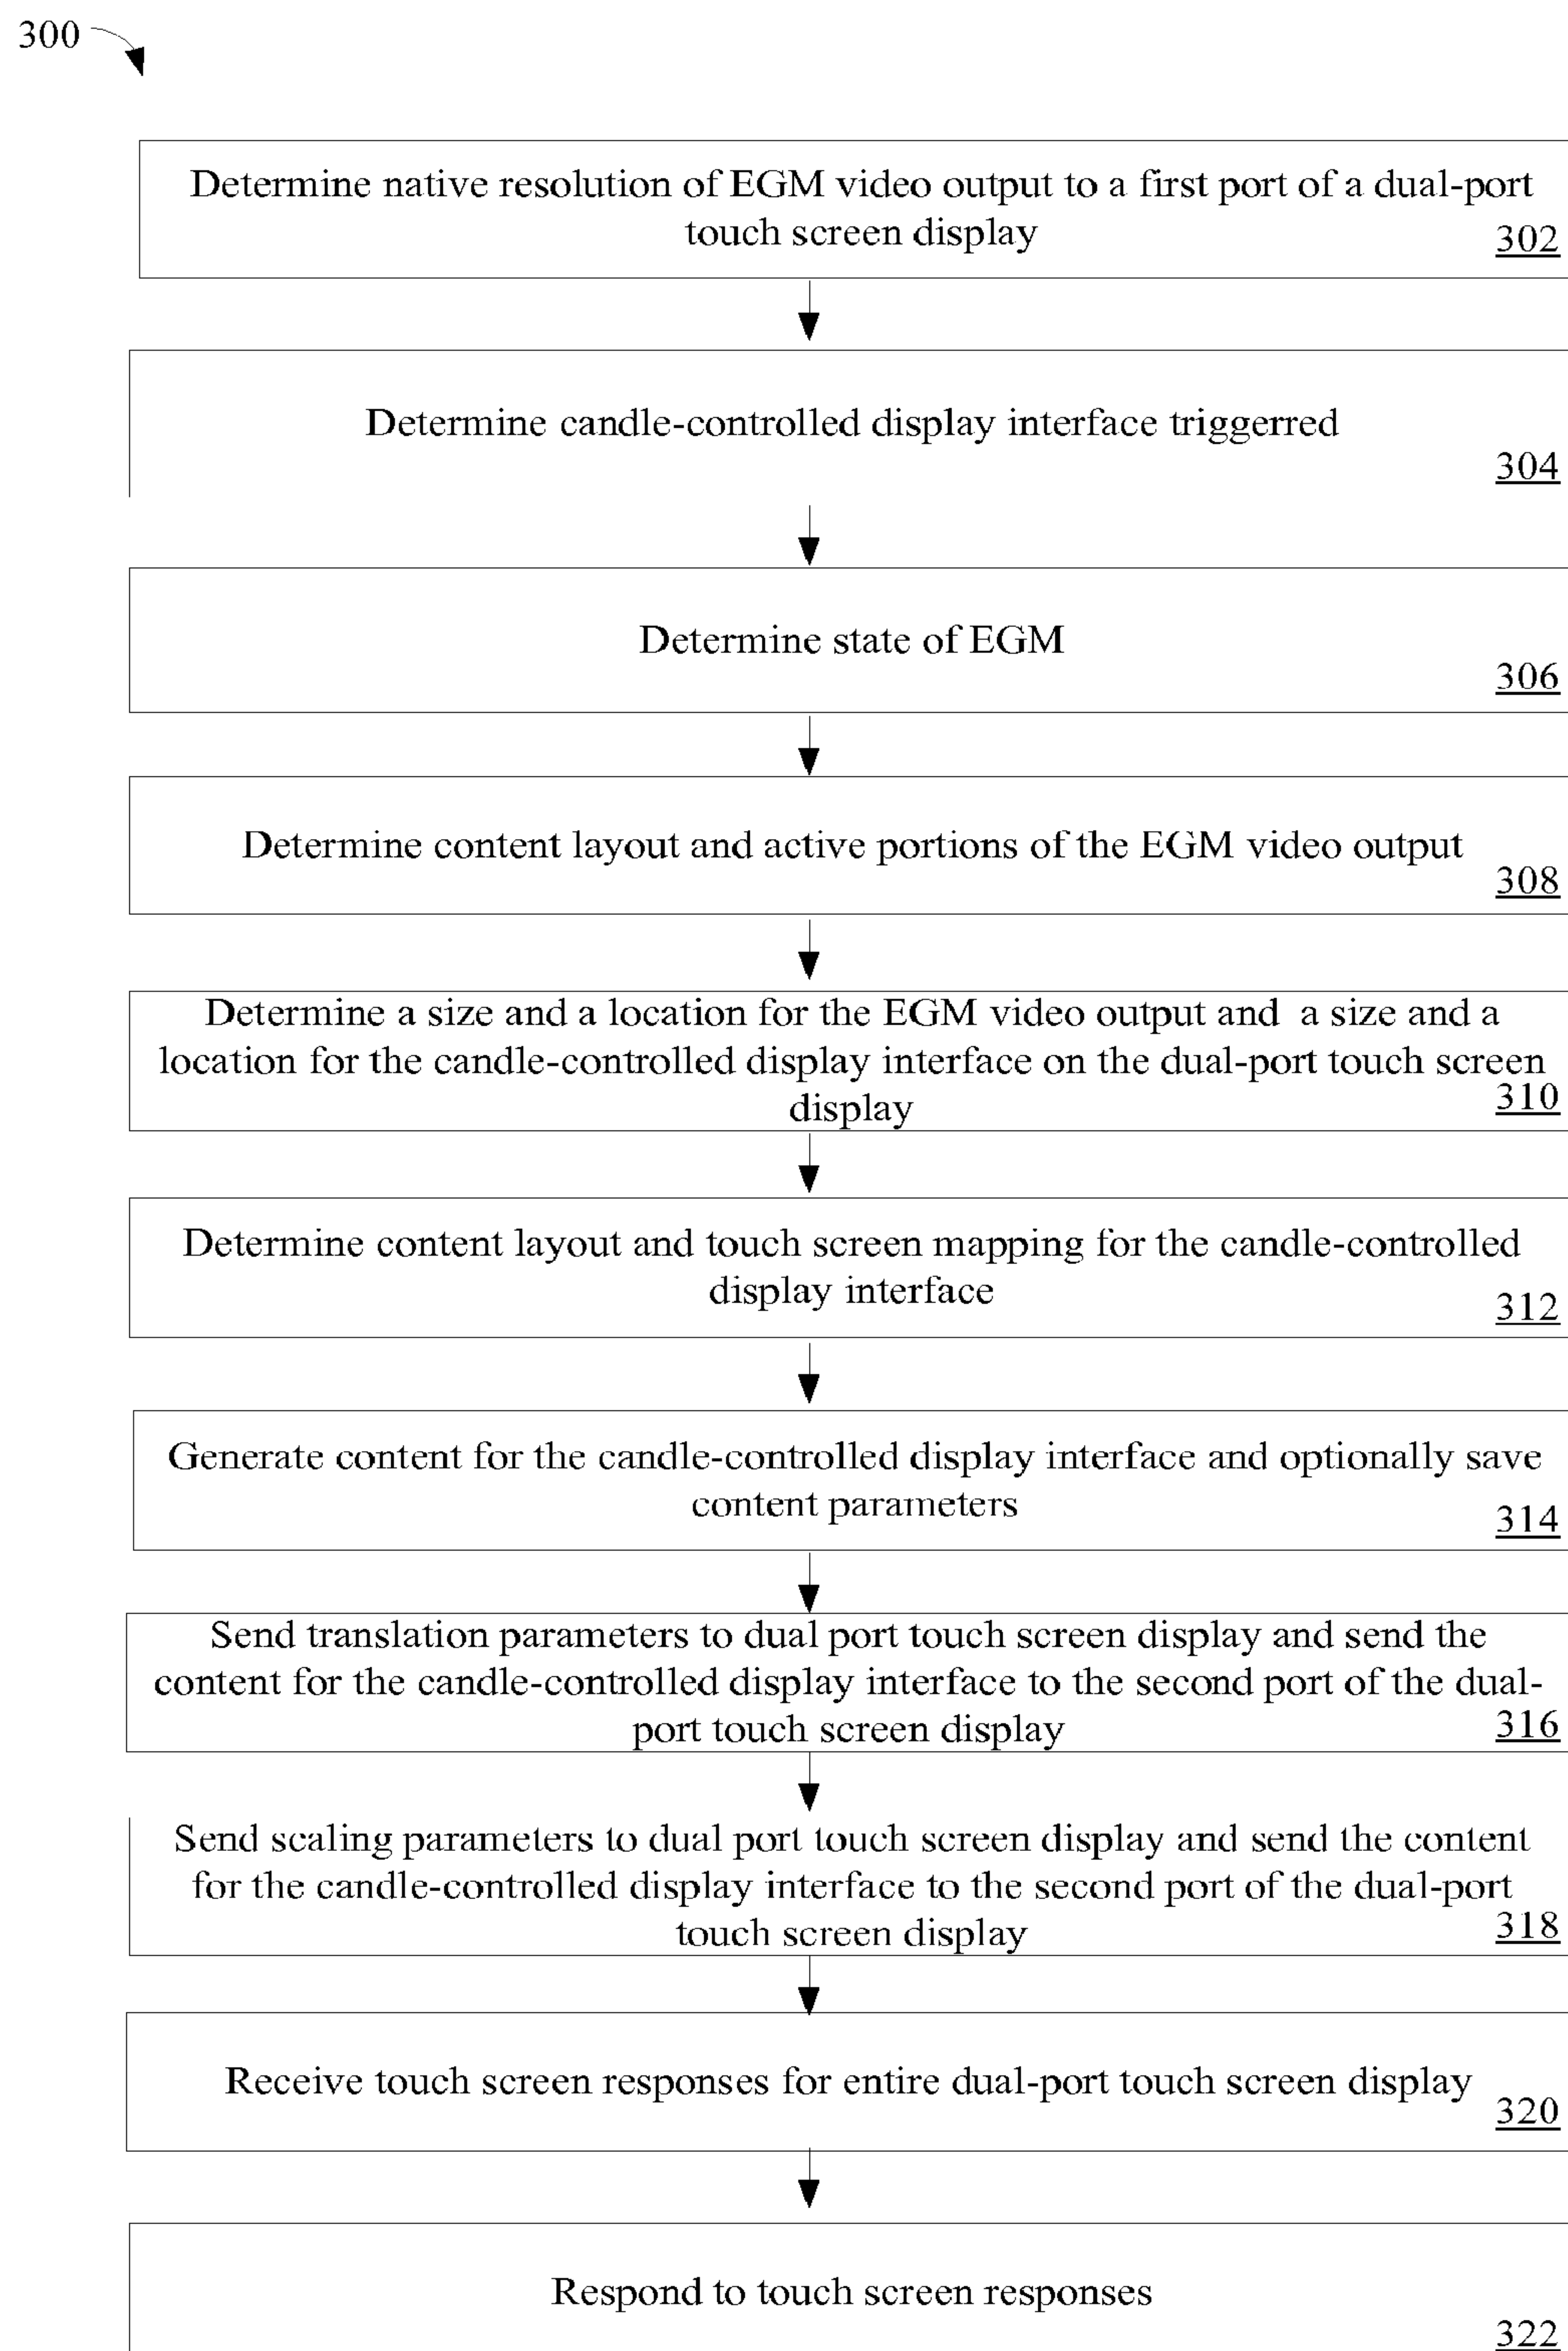 300
Determine native resolution of EGM video output to a first port of a dual-port
touch screen display
302
Determine candle-controlled display interface triggerred
304
Determine state of EGM
306
Determine content layout and active portions of the EGM video output
308
Determine a size and a location for the EGM video output and a size and a
location for the candle-controlled display interface on the dual-port touch screen
display
310
Determine content layout and touch screen mapping for the candle-controlled
display interface
312
Generate content for the candle-controlled display interface and optionally save
content parameters
314
Send translation parameters to dual port touch screen display and send the
content for the candle-controlled display interface to the second port of the dual-
port touch screen display
316
Send scaling parameters to dual port touch screen display and send the content
for the candle-controlled display interface to the second port of the dual-port
touch screen display
318
Receive touch screen responses for entire dual-port touch screen display
320
Respond to touch screen responses
322